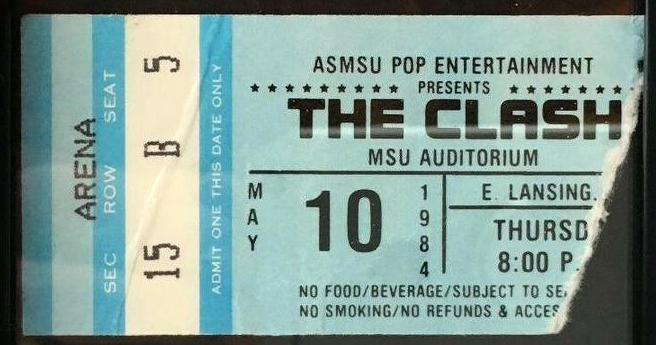 ARENA
SEC ROW SEAT
15 B 5
ADMIT ONE THIS DATE ONLY
ASMSU POP ENTERTAINMENT
★★★★★★★★★ PRESENTS ★★★★★★★★
THE CLASH
MSU AUDITORIUM
MAY 10 1984
E. LANSING.
THURSD
8:00 P.
NO FOOD/BEVERAGE/SUBJECT TO SE
NO SMOKING/NO REFUNDS & ACCES